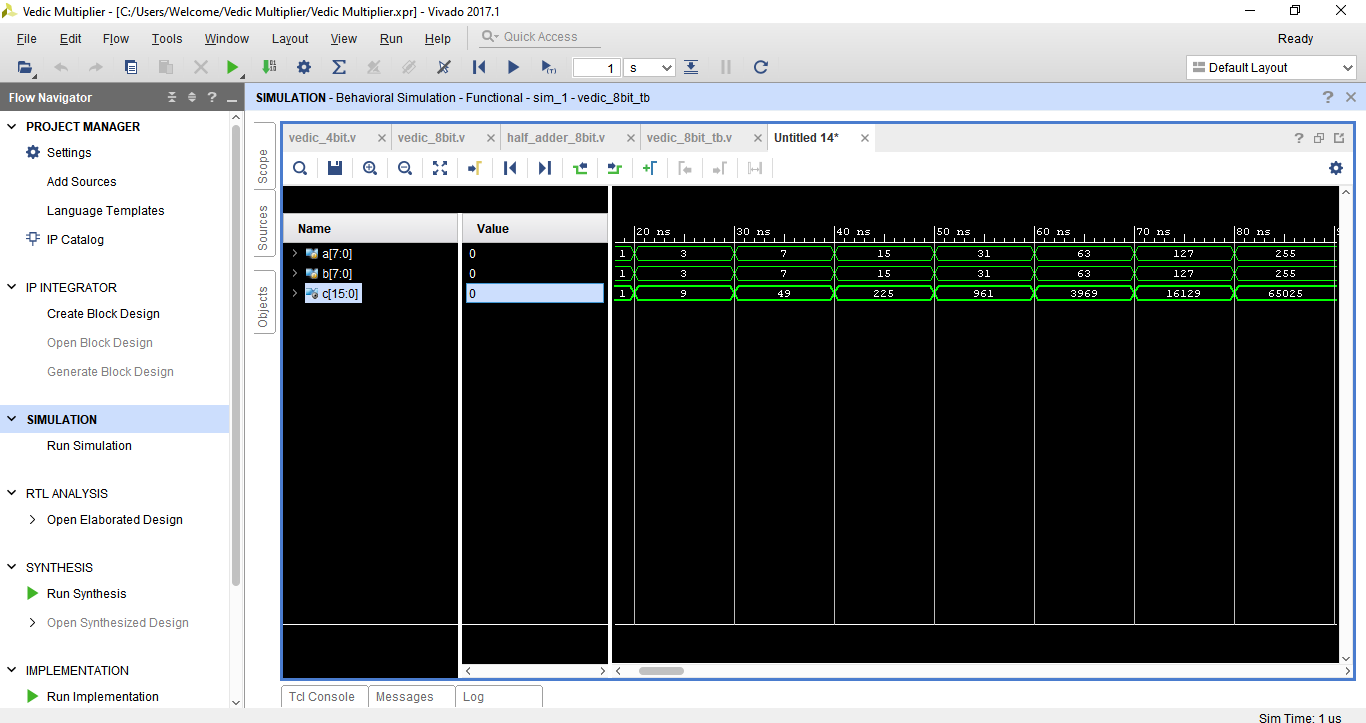 Vedic Multiplier - [C:/Users/Welcome/Vedic Multiplier/Vedic Multiplier.xpr] - Vivado 2017.1
File Edit Flow Tools Window Layout View Run Help Quick Access Ready
1 s Default Layout
Flow Navigator ?
SIMULATION - Behavioral Simulation - Functional - sim_1 - vedic_8bit_tb ?
PROJECT MANAGER
Settings
Add Sources
Language Templates
IP Catalog
IP INTEGRATOR
Create Block Design
Open Block Design
Generate Block Design
SIMULATION
Run Simulation
RTL ANALYSIS
Open Elaborated Design
SYNTHESIS
Run Synthesis
Open Synthesized Design
IMPLEMENTATION
Run Implementation
Scope
Sources
Objects
vedic_4bit.v vedic_8bit.v half_adder_8bit.v vedic_8bit_tb.v Untitled 14* ?
Name Value
20 ns 30 ns 40 ns 50 ns 60 ns 70 ns 80 ns
a[7:0] 0 1 3 7 15 31 63 127 255
b[7:0] 0 1 3 7 15 31 63 127 255
c[15:0] 0 1 9 49 225 961 3969 16129 65025
Tcl Console Messages Log
Sim Time: 1 us